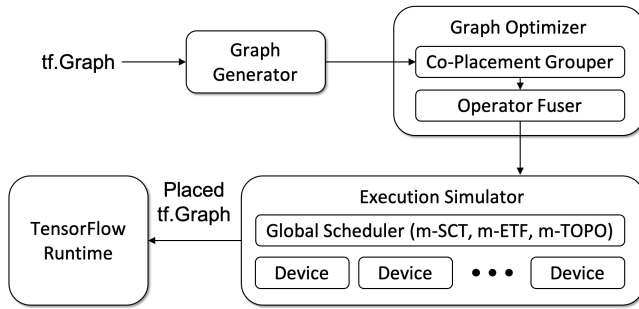 tf.Graph
Graph
Generator
Graph Optimizer
Co-Placement Grouper
Operator Fuser
TensorFlow
Runtime
Placed
tf.Graph
Execution Simulator
Global Scheduler (m-SCT, m-ETF, m-TOPO)
Device
Device
• • •
Device